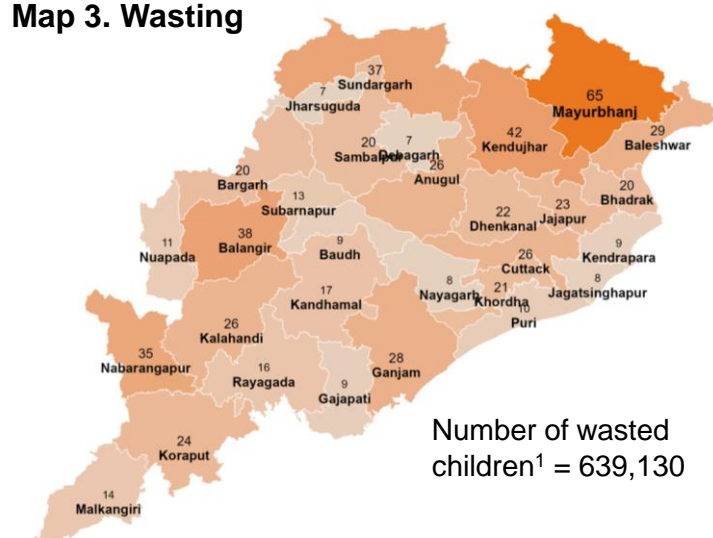 Map 3. Wasting
37
Sundargarh
7
Jharsuguda
65
Mayurbhanj
42
Kendujhar
29
Baleshwar
20
Sambalpur
7
Debagarh
26
Anugul
20
Bargarh
13
Subarnapur
20
Bhadrak
23
Jajapur
22
Dhenkanal
11
Nuapada
38
Balangir
9
Baudh
9
Kendrapara
26
Cuttack
8
Nayagarh
21
Khordha
8
Jagatsinghapur
10
Puri
17
Kandhamal
26
Kalahandi
35
Nabarangapur
16
Rayagada
9
Gajapati
28
Ganjam
24
Koraput
14
Malkangiri
Number of wasted
children¹ = 639,130